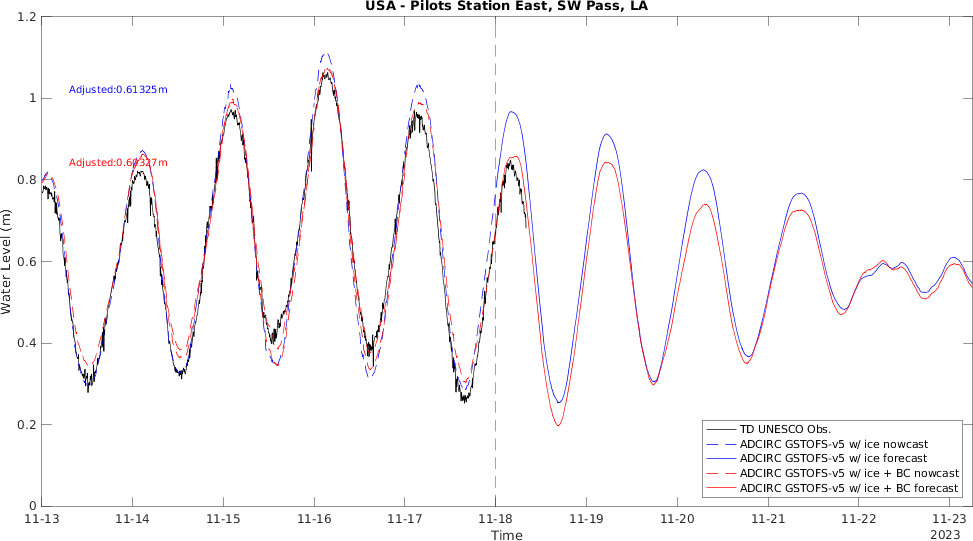 USA - Pilots Station East, SW Pass, LA
1.2
1
0.8
0.6
0.4
0.2
0
Water Level (m)
Adjusted:0.61325m
Adjusted:0.60327m
TD UNESCO Obs.
ADCIRC GSTOFS-v5 w/ ice nowcast
ADCIRC GSTOFS-v5 w/ ice forecast
ADCIRC GSTOFS-v5 w/ ice + BC nowcast
ADCIRC GSTOFS-v5 w/ ice + BC forecast
11-13 11-14 11-15 11-16 11-17 11-18 11-19 11-20 11-21 11-22 11-23
Time
2023